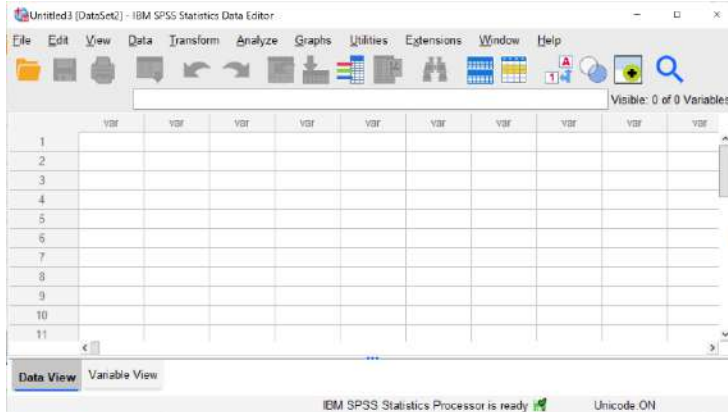 Untitled3 [DataSet2] - IBM SPSS Statistics Data Editor
File Edit View Data Transform Analyze Graphs Utilities Extensions Window Help
A
14
Visible: 0 of 0 Variables
var var var var var var var var var var
1
2
3
4
5
6
7
8
9
10
11
Data View Variable View
IBM SPSS Statistics Processor is ready Unicode:ON